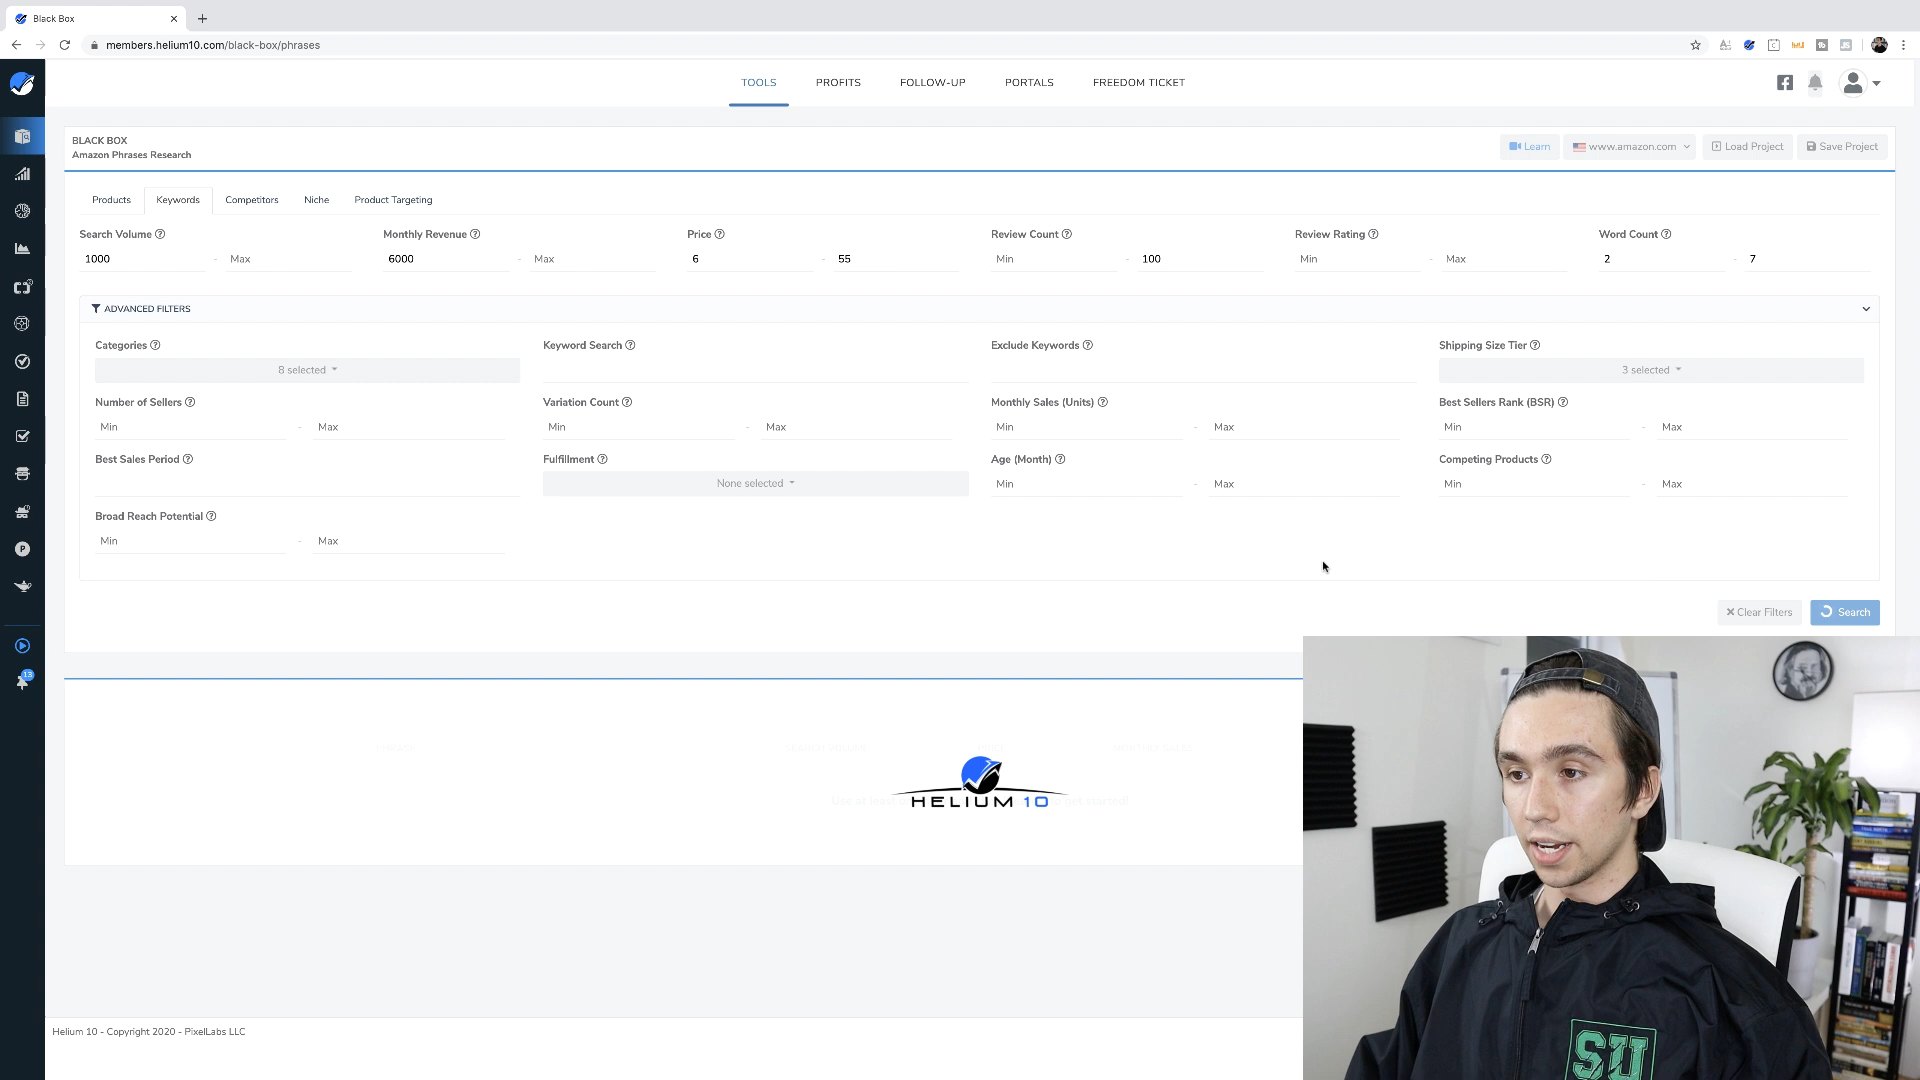 Black Box
members.helium10.com/black-box/phrases
TOOLS PROFITS FOLLOW-UP PORTALS FREEDOM TICKET
BLACK BOX
Amazon Phrases Research
Learn www.amazon.com Load Project Save Project
Products Keywords Competitors Niche Product Targeting
Search Volume Monthly Revenue Price Review Count Review Rating Word Count
1000 - Max 6000 - Max 6 - 55 Min - 100 Min - Max 2 - 7
ADVANCED FILTERS
Categories Keyword Search Exclude Keywords Shipping Size Tier
8 selected 3 selected
Number of Sellers Variation Count Monthly Sales (Units) Best Sellers Rank (BSR)
Min - Max Min - Max Min - Max Min - Max
Best Sales Period Fulfillment Age (Month) Competing Products
None selected Min - Max Min - Max
Broad Reach Potential
Min - Max
Clear Filters Search
13
HELIUM 10
Helium 10 - Copyright 2020 - PixelLabs LLC
SU